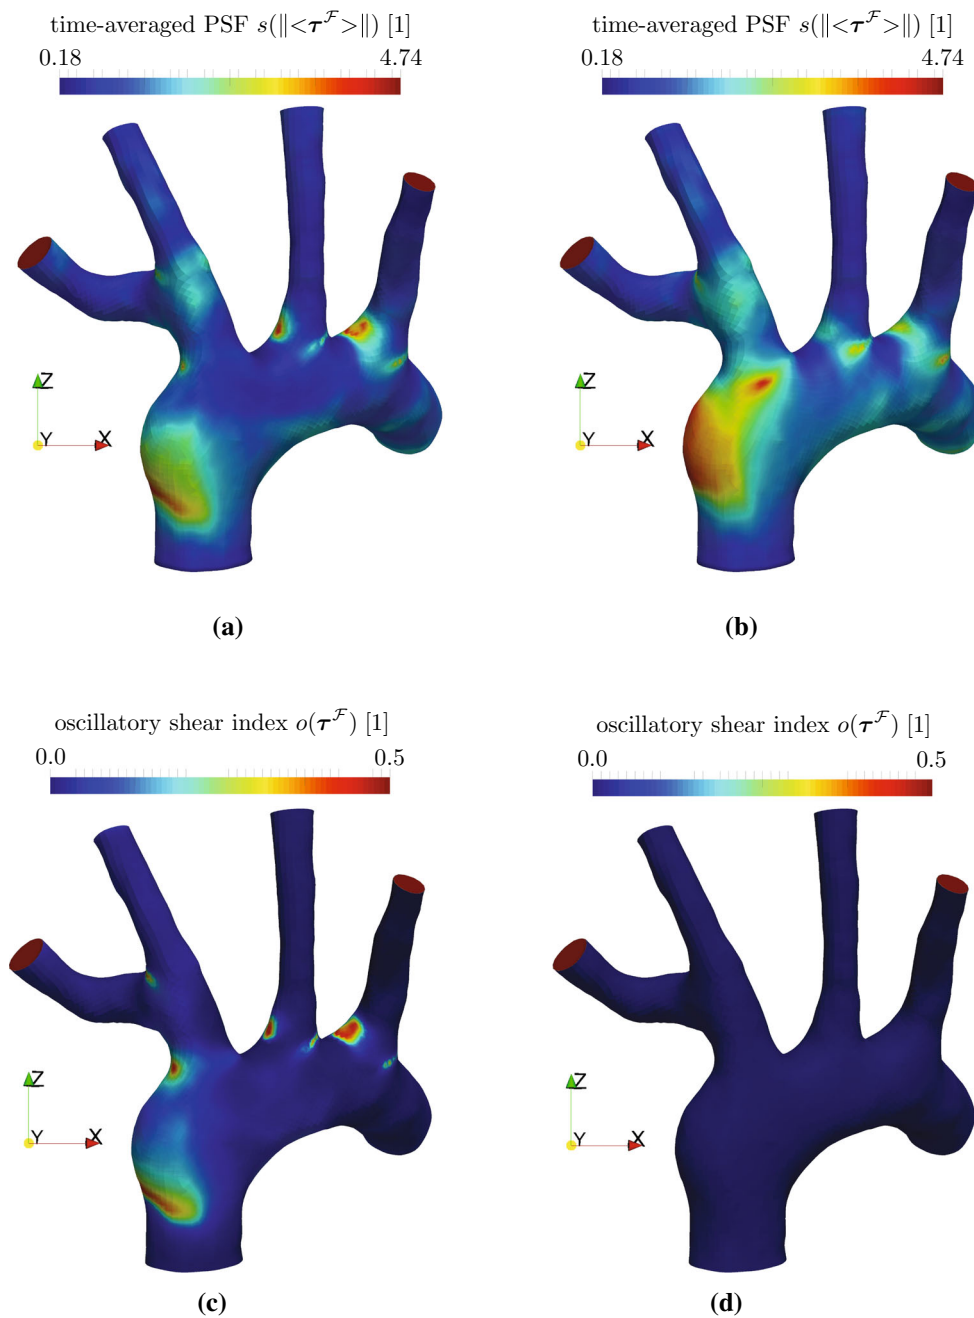 time-averaged PSF s(‖<τ^F>‖) [1]
0.18 4.74
Z
Y X
(a)
time-averaged PSF s(‖<τ^F>‖) [1]
0.18 4.74
Z
Y X
(b)
oscillatory shear index o(τ^F) [1]
0.0 0.5
Z
Y X
(c)
oscillatory shear index o(τ^F) [1]
0.0 0.5
Z
Y X
(d)